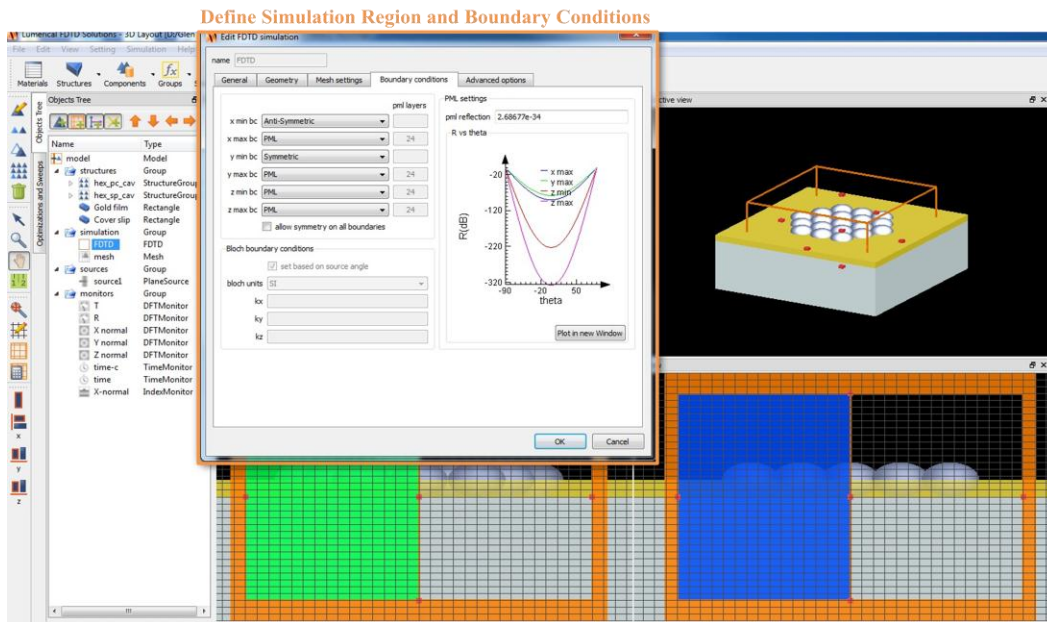 Define Simulation Region and Boundary Conditions
Lumerical FDTD Solutions - 3D Layout [D:/Glen
Edit FDTD simulation
File Edit View Setting Simulation Help
name FDTD
Materials Structures Components Groups
General Geometry Mesh settings Boundary conditions Advanced options
Objects Tree
ctive view
Objects Tree
Optimizations and Sweeps
Name Type
model Model
structures Group
hex_pc_cav StructureGroup
hex_sp_cav StructureGroup
Gold film Rectangle
Cover slip Rectangle
simulation Group
FDTD FDTD
mesh Mesh
sources Group
source1 PlaneSource
monitors Group
T DFTMonitor
R DFTMonitor
X normal DFTMonitor
Y normal DFTMonitor
Z normal DFTMonitor
time-c TimeMonitor
time TimeMonitor
X-normal IndexMonitor
x
y
z
pml layers
x min bc Anti-Symmetric
x max bc PML 24
y min bc Symmetric
y max bc PML 24
z min bc PML 24
z max bc PML 24
allow symmetry on all boundaries
Bloch boundary conditions
set based on source angle
bloch units SI
kx
ky
kz
PML settings
pml reflection 2.68677e-34
R vs theta
x max
y max
z min
z max
R(dB)
-20
-120
-220
-320
-90 -20 50
theta
Plot in new Window
OK Cancel